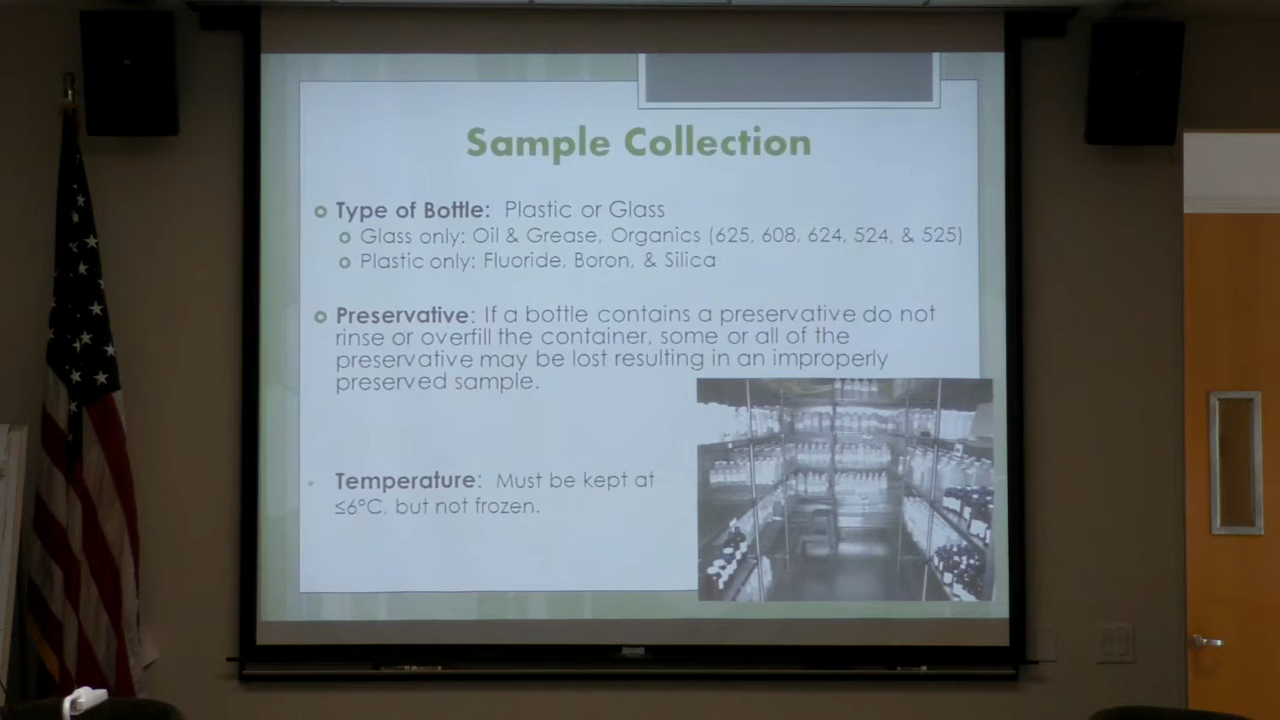 Sample Collection
Type of Bottle: Plastic or Glass
Glass only: Oil & Grease, Organics (625, 608, 624, 524, & 525)
Plastic only: Fluoride, Boron, & Silica
Preservative: If a bottle contains a preservative do not
rinse or overfill the container, some or all of the
preservative may be lost resulting in an improperly
preserved sample.
Temperature: Must be kept at
≤6°C, but not frozen.